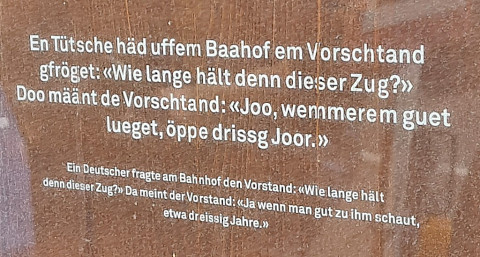 En Tütsche häd uffem Baahof em Vorschtand
gfröget: «Wie lange hält denn dieser Zug?»
Doo määnt de Vorschtand: «Joo, wemmerem guet
lueget, öppe drissg Joor.»
Ein Deutscher fragte am Bahnhof den Vorstand: «Wie lange hält
denn dieser Zug?» Da meint der Vorstand: «Ja wenn man gut zu ihm schaut,
etwa dreissig Jahre.»